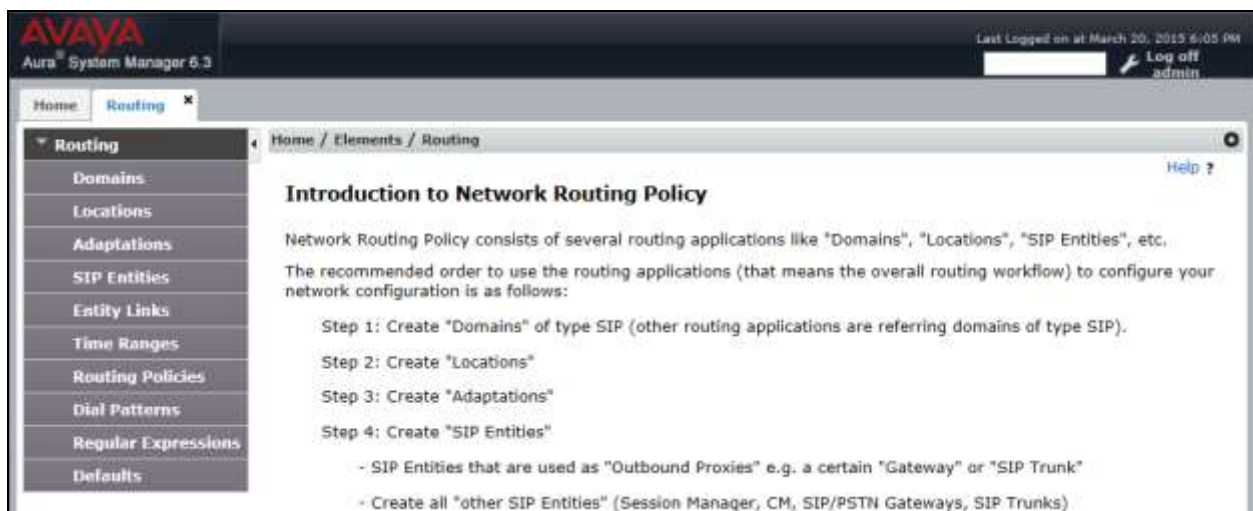 AVAYA
Aura® System Manager 6.3
Last Logged on at March 20, 2015 6:05 PM
Log off
admin
Home
Routing ×
Routing
Domains
Locations
Adaptations
SIP Entities
Entity Links
Time Ranges
Routing Policies
Dial Patterns
Regular Expressions
Defaults
Home / Elements / Routing
Help ?
Introduction to Network Routing Policy
Network Routing Policy consists of several routing applications like "Domains", "Locations", "SIP Entities", etc.
The recommended order to use the routing applications (that means the overall routing workflow) to configure your
network configuration is as follows:
Step 1: Create "Domains" of type SIP (other routing applications are referring domains of type SIP).
Step 2: Create "Locations"
Step 3: Create "Adaptations"
Step 4: Create "SIP Entities"
- SIP Entities that are used as "Outbound Proxies" e.g. a certain "Gateway" or "SIP Trunk"
- Create all "other SIP Entities" (Session Manager, CM, SIP/PSTN Gateways, SIP Trunks)